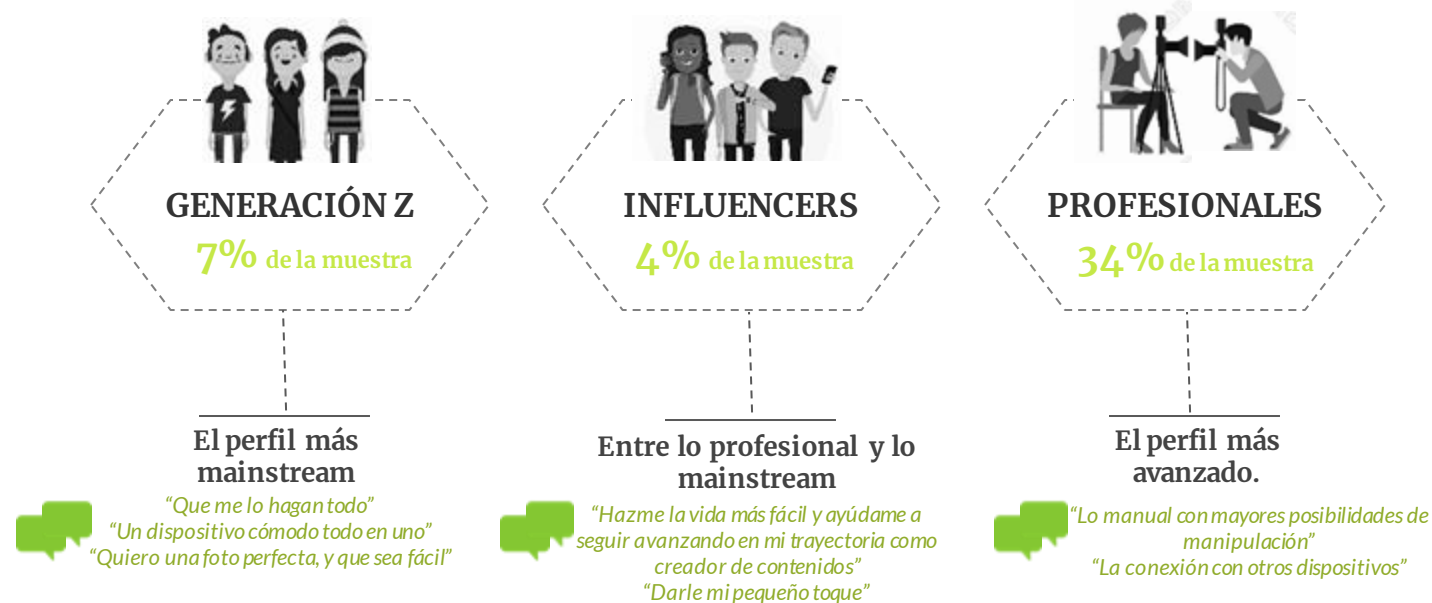 GENERACIÓN Z
7% de la muestra
El perfil más
mainstream
“Que me lo hagan todo”
“Un dispositivo cómodo todo en uno”
“Quiero una foto perfecta, y que sea fácil”
INFLUENCERS
4% de la muestra
Entre lo profesional y lo
mainstream
“Hazme la vida más fácil y ayúdame a
seguir avanzando en mi trayectoria como
creador de contenidos”
“Darle mi pequeño toque”
PROFESIONALES
34% de la muestra
El perfil más
avanzado.
“Lo manual con mayores posibilidades de
manipulación”
“La conexión con otros dispositivos”